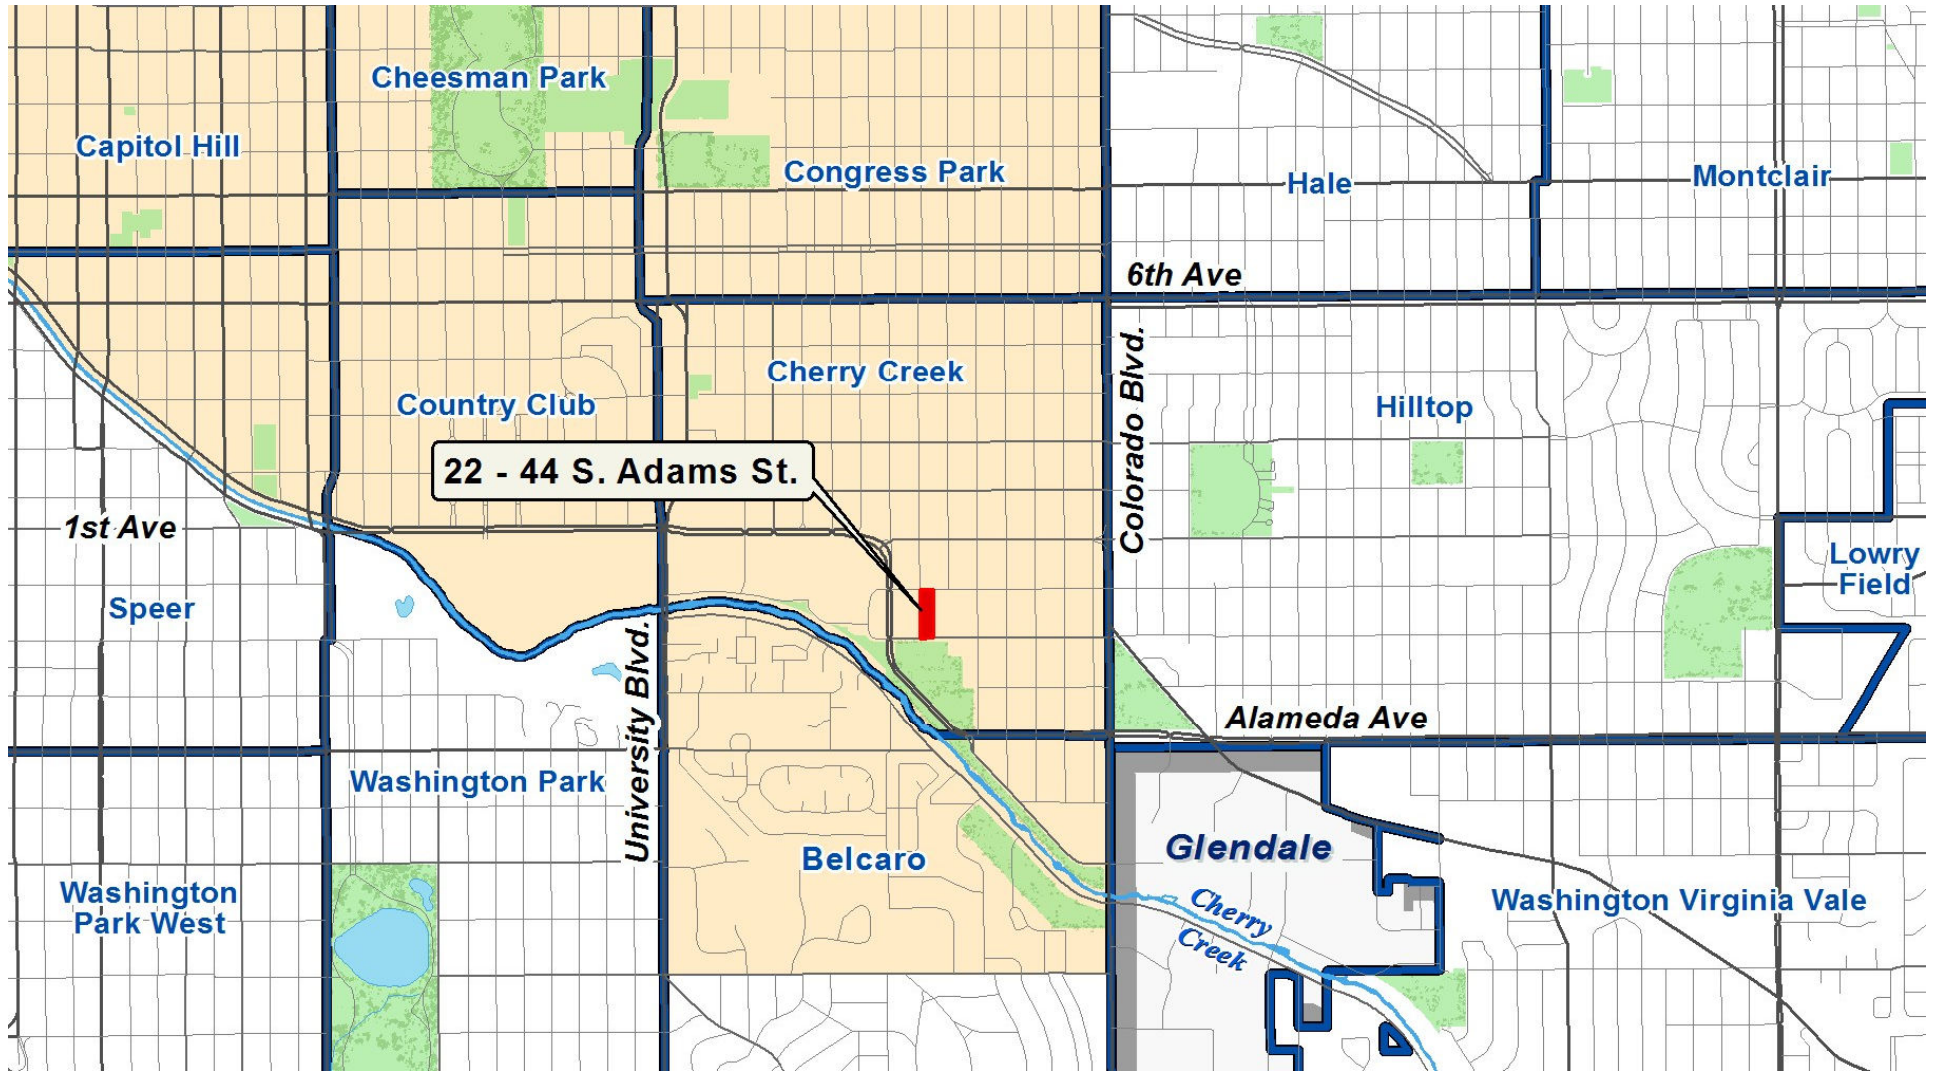 Cheesman Park
Capitol Hill
Congress Park
Hale
Montclair
6th Ave
Cherry Creek
Country Club
Hilltop
Colorado Blvd.
22 - 44 S. Adams St.
1st Ave
Lowry
Field
Speer
University Blvd.
Alameda Ave
Washington Park
Glendale
Belcaro
Washington
Park West
Washington Virginia Vale
Cherry
Creek